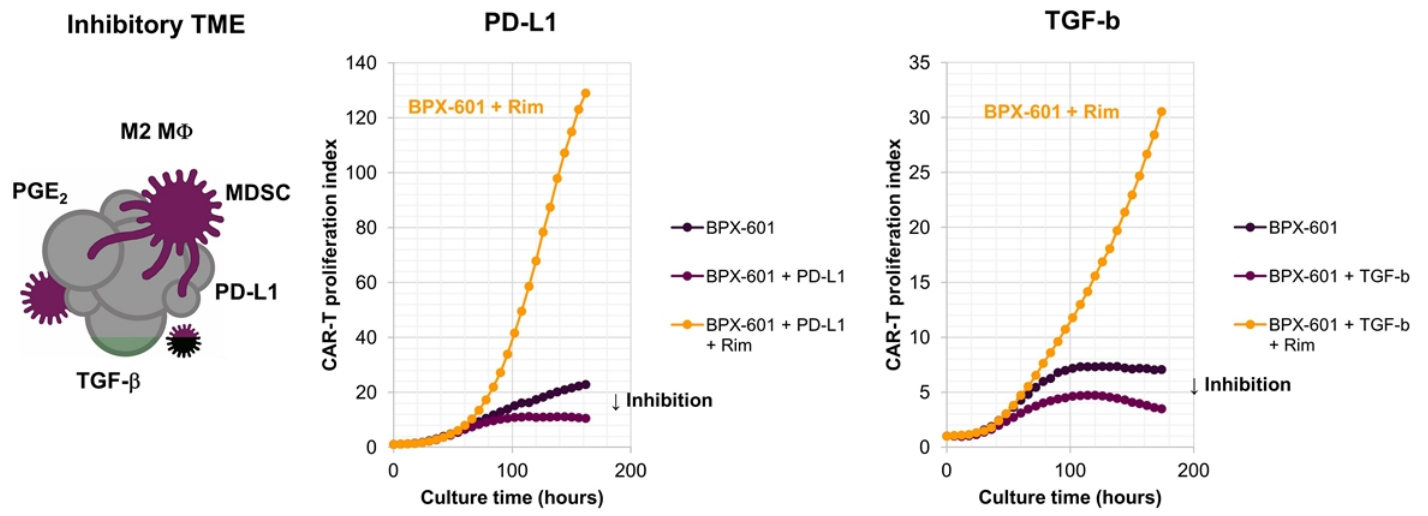 Inhibitory TME
M2 MΦ
PGE₂
MDSC
PD-L1
TGF-β
PD-L1
140
120
100
80
60
40
20
0
0
100
200
CAR-T proliferation index
Culture time (hours)
BPX-601 + Rim
BPX-601
BPX-601 + PD-L1
BPX-601 + PD-L1
+ Rim
↓ Inhibition
TGF-b
35
30
25
20
15
10
5
0
0
100
200
CAR-T proliferation index
Culture time (hours)
BPX-601 + Rim
BPX-601
BPX-601 + TGF-b
BPX-601 + TGF-b
+ Rim
↓ Inhibition